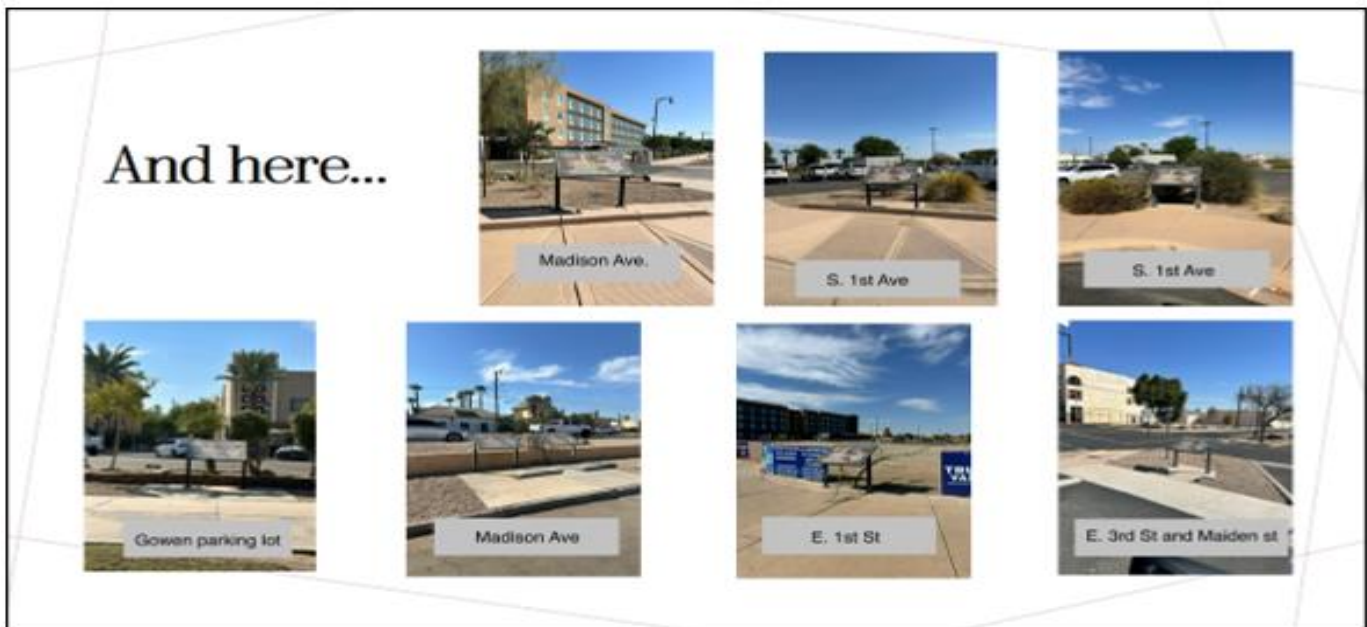 And here...
Madison Ave.
S. 1st Ave
S. 1st Ave
Gowen parking lot
Madison Ave
E. 1st St
E. 3rd St and Maiden st